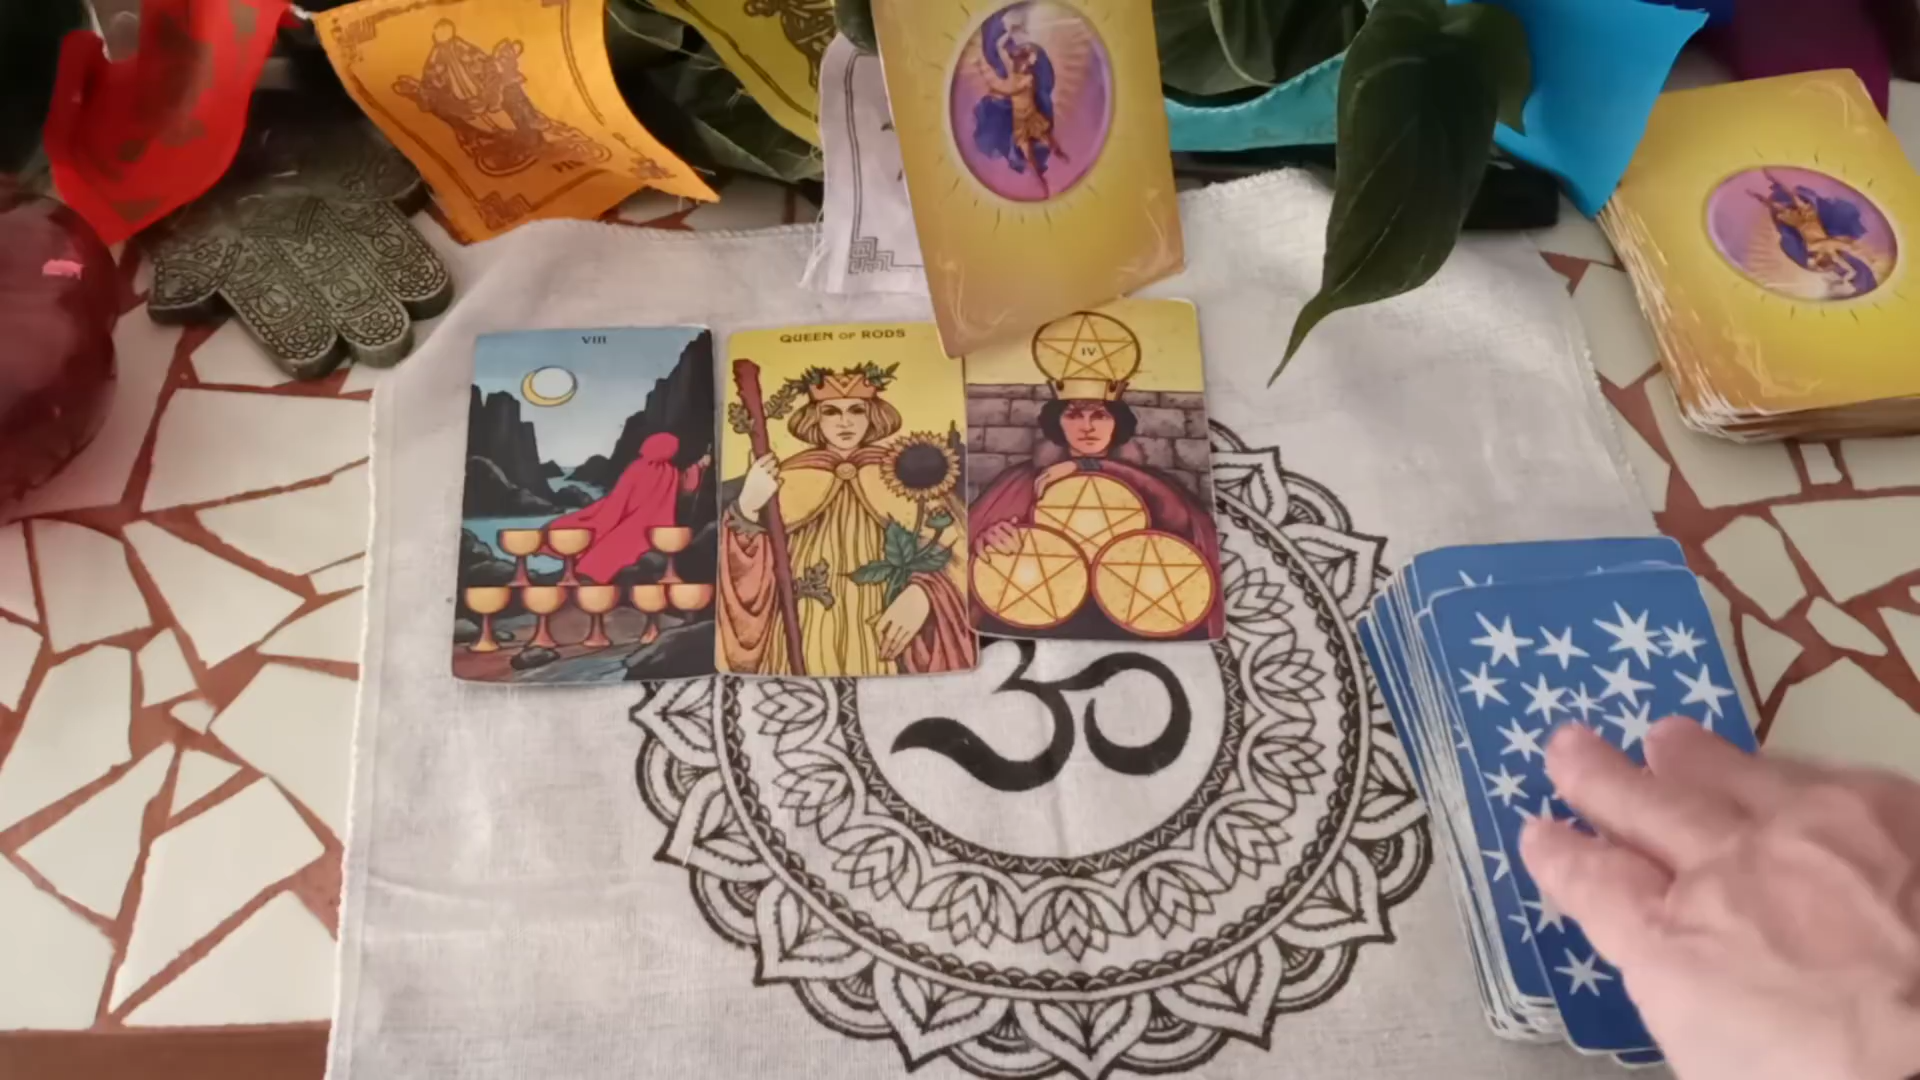 VIII
QUEEN OF RODS
IV
ॐ